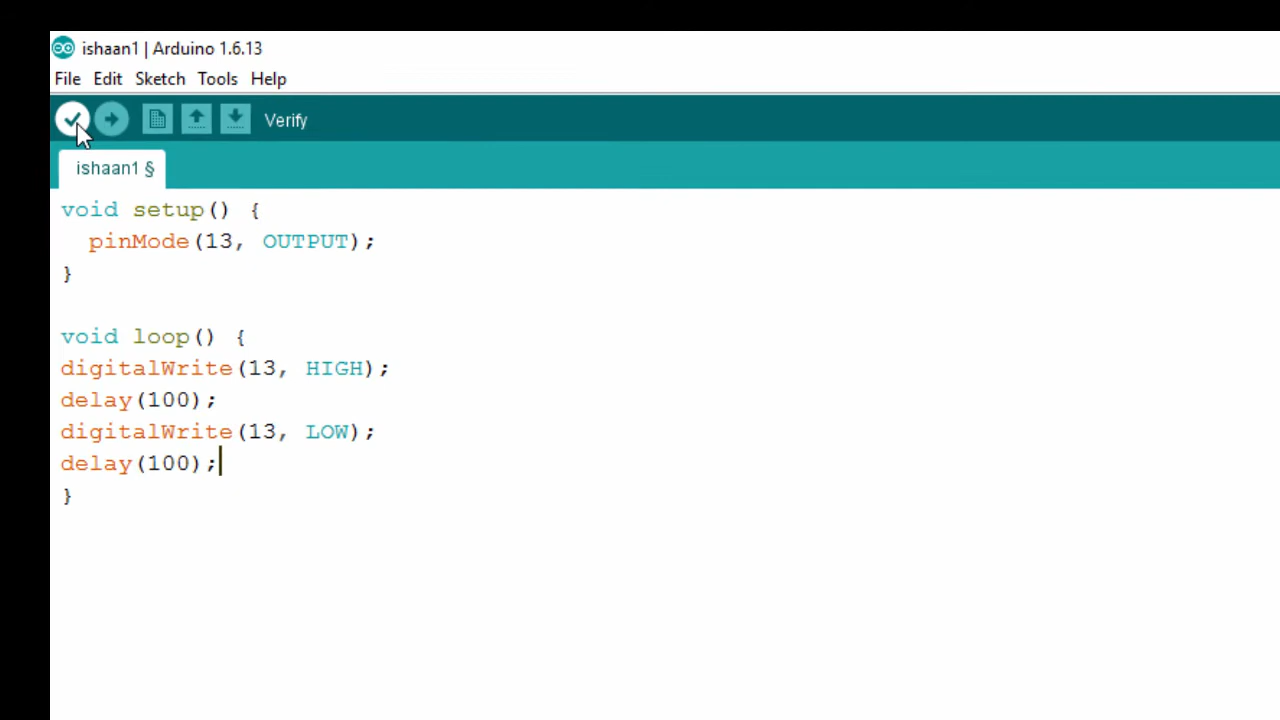 ishaan1 | Arduino 1.6.13
File Edit Sketch Tools Help
Verify
ishaan1 §
void setup() {
  pinMode(13, OUTPUT);
}

void loop() {
digitalWrite(13, HIGH);
delay(100);
digitalWrite(13, LOW);
delay(100);
}